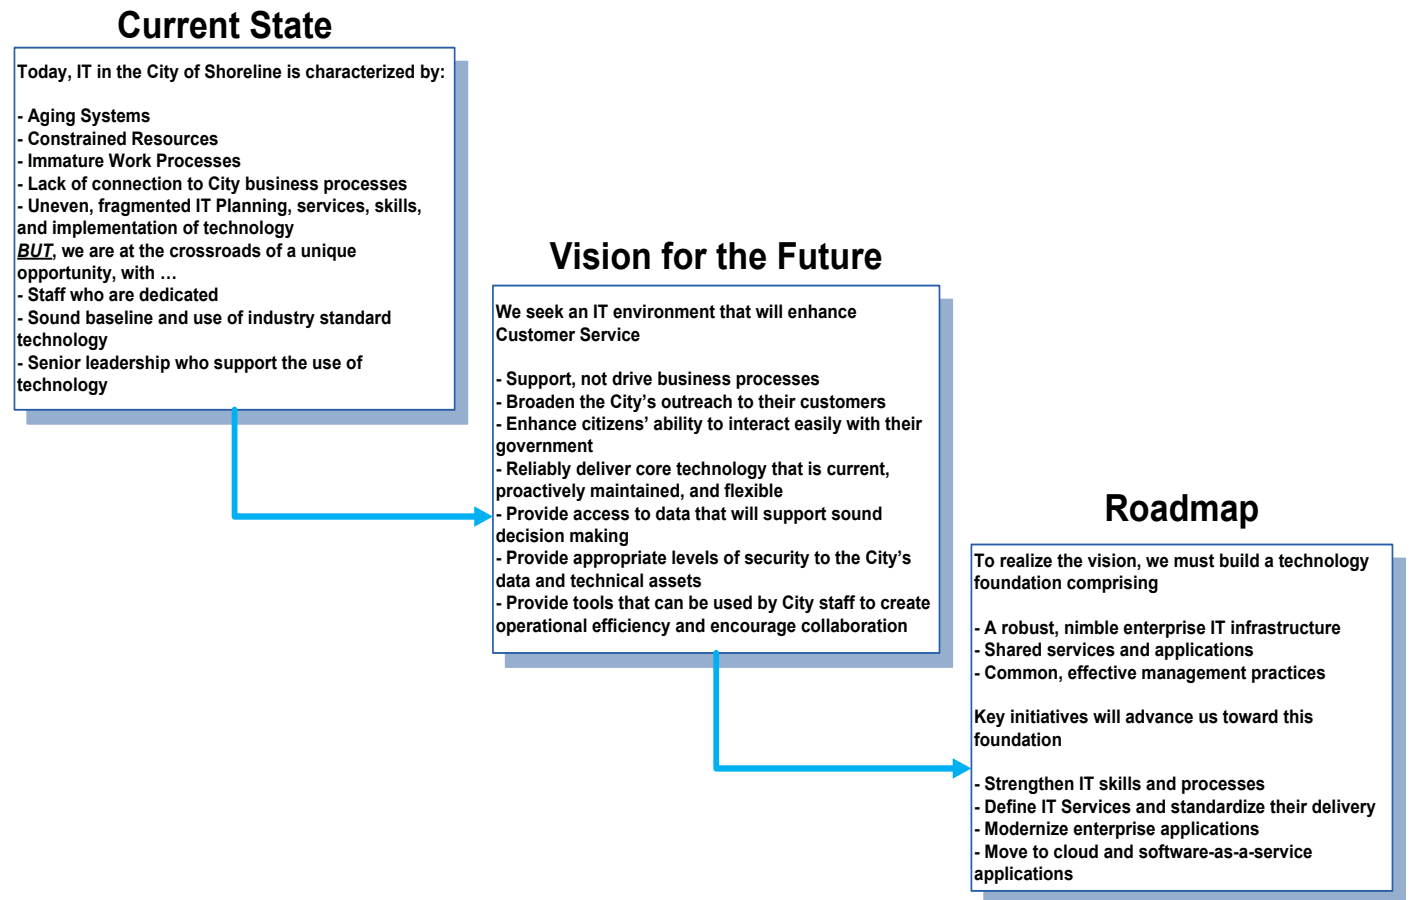 Current State
Today, IT in the City of Shoreline is characterized by:
- Aging Systems
- Constrained Resources
- Immature Work Processes
- Lack of connection to City business processes
- Uneven, fragmented IT Planning, services, skills,
and implementation of technology
BUT, we are at the crossroads of a unique
opportunity, with …
- Staff who are dedicated
- Sound baseline and use of industry standard
technology
- Senior leadership who support the use of
technology
Vision for the Future
We seek an IT environment that will enhance
Customer Service
- Support, not drive business processes
- Broaden the City’s outreach to their customers
- Enhance citizens’ ability to interact easily with their
government
- Reliably deliver core technology that is current,
proactively maintained, and flexible
- Provide access to data that will support sound
decision making
- Provide appropriate levels of security to the City’s
data and technical assets
- Provide tools that can be used by City staff to create
operational efficiency and encourage collaboration
Roadmap
To realize the vision, we must build a technology
foundation comprising
- A robust, nimble enterprise IT infrastructure
- Shared services and applications
- Common, effective management practices
Key initiatives will advance us toward this
foundation
- Strengthen IT skills and processes
- Define IT Services and standardize their delivery
- Modernize enterprise applications
- Move to cloud and software-as-a-service
applications